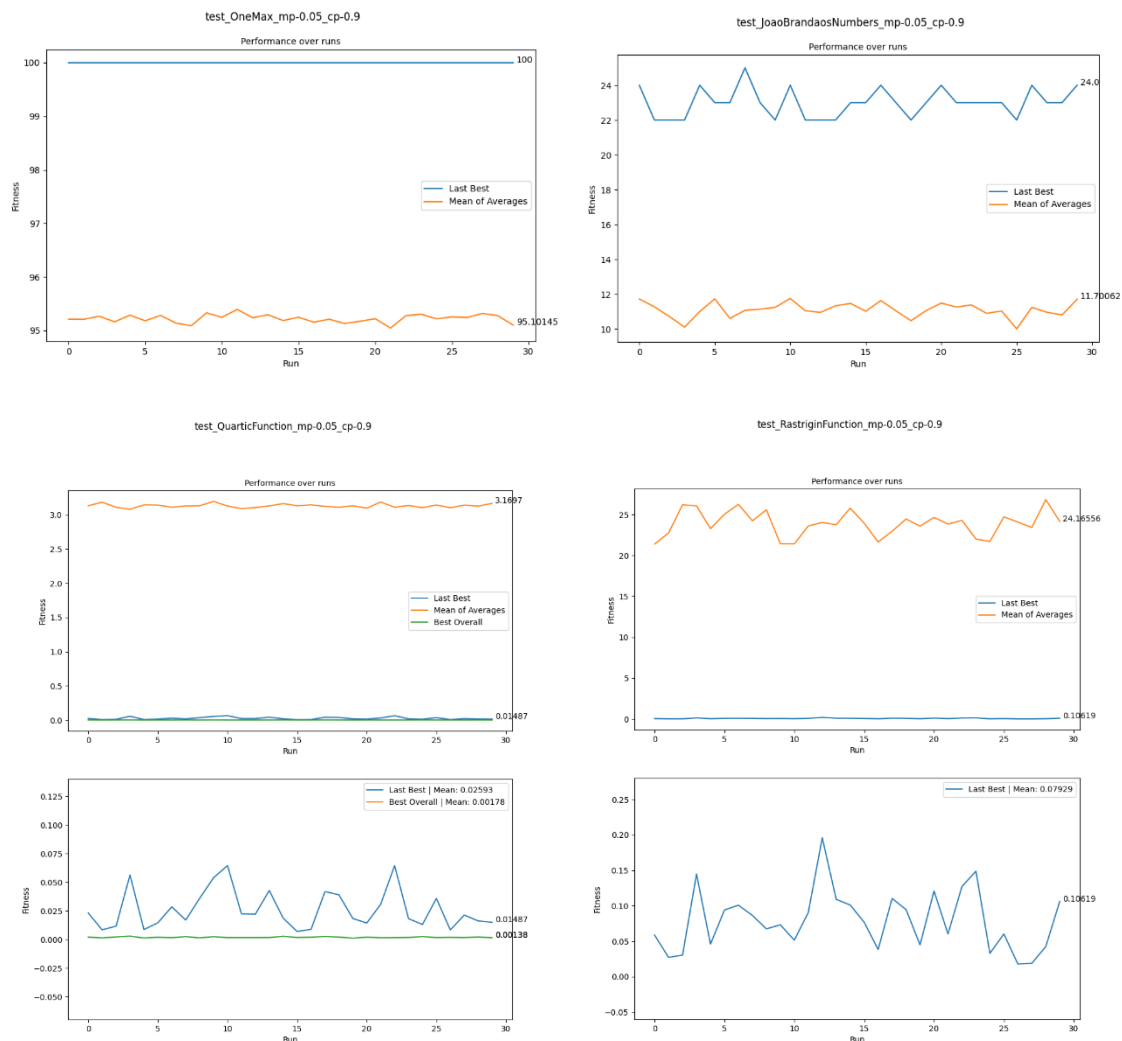 test_OneMax_mp-0.05_cp-0.9
Performance over runs
100
99
98
97
96
95
Fitness
100
95.10145
Last Best
Mean of Averages
0 5 10 15 20 25 30
Run
test_JoaoBrandaosNumbers_mp-0.05_cp-0.9
Performance over runs
24
22
20
18
16
14
12
10
Fitness
24.0
11.70062
Last Best
Mean of Averages
0 5 10 15 20 25 30
Run
test_QuarticFunction_mp-0.05_cp-0.9
Performance over runs
3.0
2.5
2.0
1.5
1.0
0.5
0.0
Fitness
3.1697
0.01487
Last Best
Mean of Averages
Best Overall
0 5 10 15 20 25 30
Run
0.125
0.100
0.075
0.050
0.025
0.000
−0.025
−0.050
Fitness
Last Best | Mean: 0.02593
Best Overall | Mean: 0.00178
0.01487
0.00138
0 5 10 15 20 25 30
Run
test_RastriginFunction_mp-0.05_cp-0.9
Performance over runs
25
20
15
10
5
0
Fitness
24.16556
0.10619
Last Best
Mean of Averages
0 5 10 15 20 25 30
Run
0.25
0.20
0.15
0.10
0.05
0.00
−0.05
Fitness
Last Best | Mean: 0.07929
0.10619
0 5 10 15 20 25 30
Run